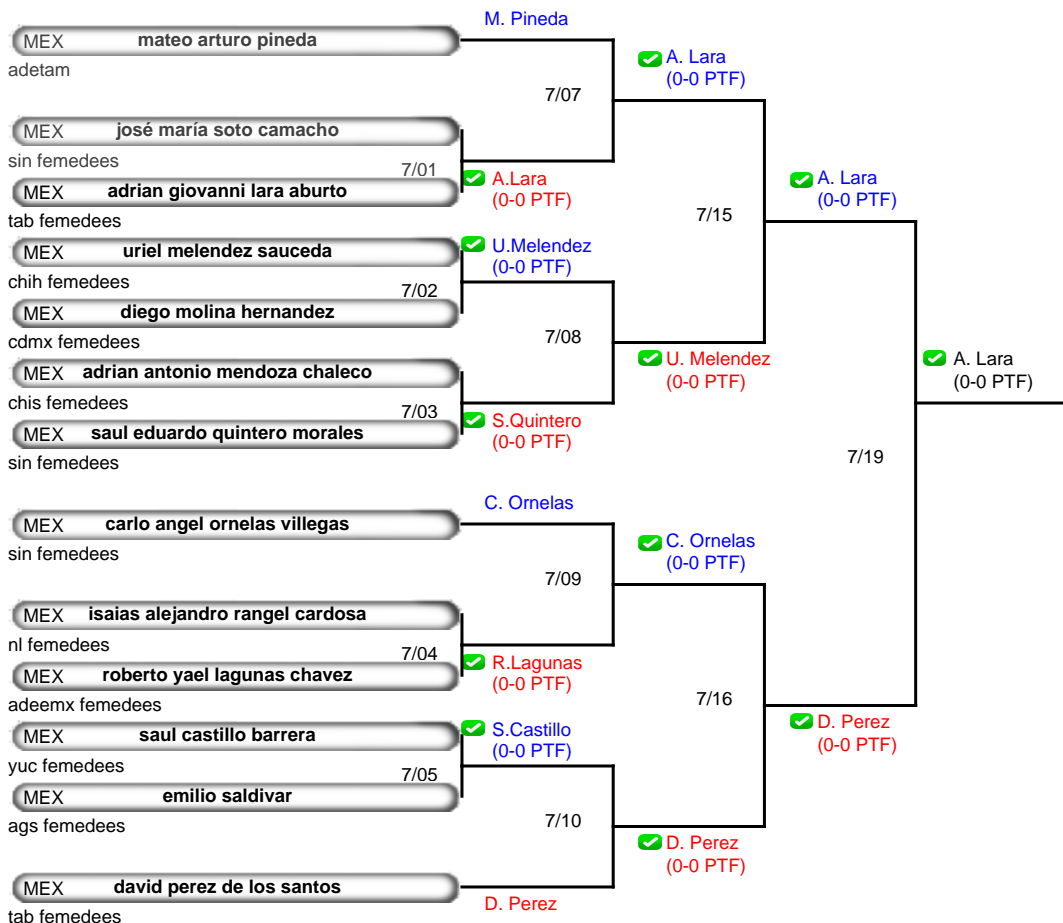 M. Pineda
MEX mateo arturo pineda
adetam
A. Lara
(0-0 PTF)
7/07
MEX josé maría soto camacho
sin femedees
7/01
MEX adrian giovanni lara aburto
tab femedees
A.Lara
(0-0 PTF)
A. Lara
(0-0 PTF)
7/15
MEX uriel melendez sauceda
chih femedees
U.Melendez
(0-0 PTF)
7/02
MEX diego molina hernandez
cdmx femedees
7/08
U. Melendez
(0-0 PTF)
MEX adrian antonio mendoza chaleco
chis femedees
7/03
MEX saul eduardo quintero morales
sin femedees
S.Quintero
(0-0 PTF)
A. Lara
(0-0 PTF)
7/19
C. Ornelas
MEX carlo angel ornelas villegas
sin femedees
C. Ornelas
(0-0 PTF)
7/09
MEX isaias alejandro rangel cardosa
nl femedees
7/04
MEX roberto yael lagunas chavez
adeemx femedees
R.Lagunas
(0-0 PTF)
7/16
D. Perez
(0-0 PTF)
MEX saul castillo barrera
yuc femedees
S.Castillo
(0-0 PTF)
7/05
MEX emilio saldivar
ags femedees
7/10
D. Perez
(0-0 PTF)
MEX david perez de los santos
tab femedees
D. Perez